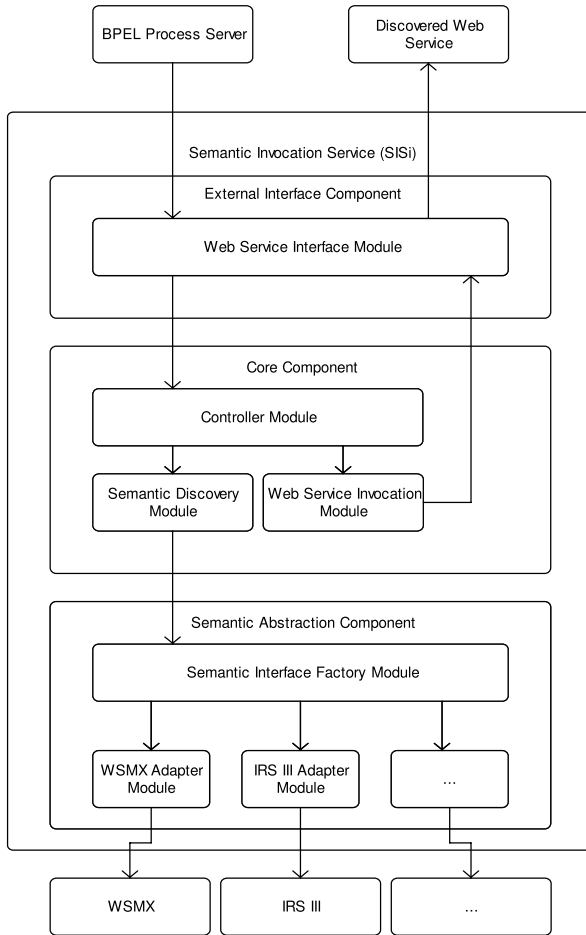 BPEL Process Server
Discovered Web
Service
Semantic Invocation Service (SISi)
External Interface Component
Web Service Interface Module
Core Component
Controller Module
Semantic Discovery
Module
Web Service Invocation
Module
Semantic Abstraction Component
Semantic Interface Factory Module
WSMX Adapter
Module
IRS III Adapter
Module
...
WSMX
IRS III
...